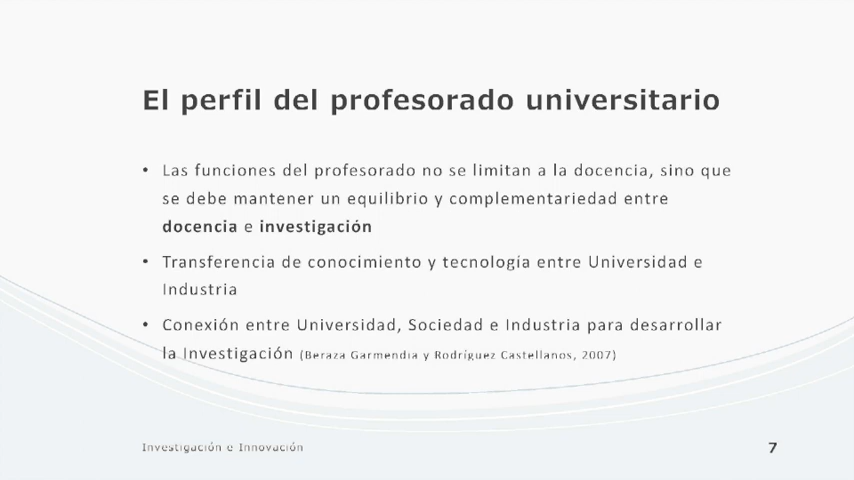 El perfil del profesorado universitario
• Las funciones del profesorado no se limitan a la docencia, sino que
se debe mantener un equilibrio y complementariedad entre
docencia e investigación
• Transferencia de conocimiento y tecnología entre Universidad e
Industria
• Conexión entre Universidad, Sociedad e Industria para desarrollar
la Investigación (Beraza Garmendia y Rodríguez Castellanos, 2007)
Investigación e Innovación
7